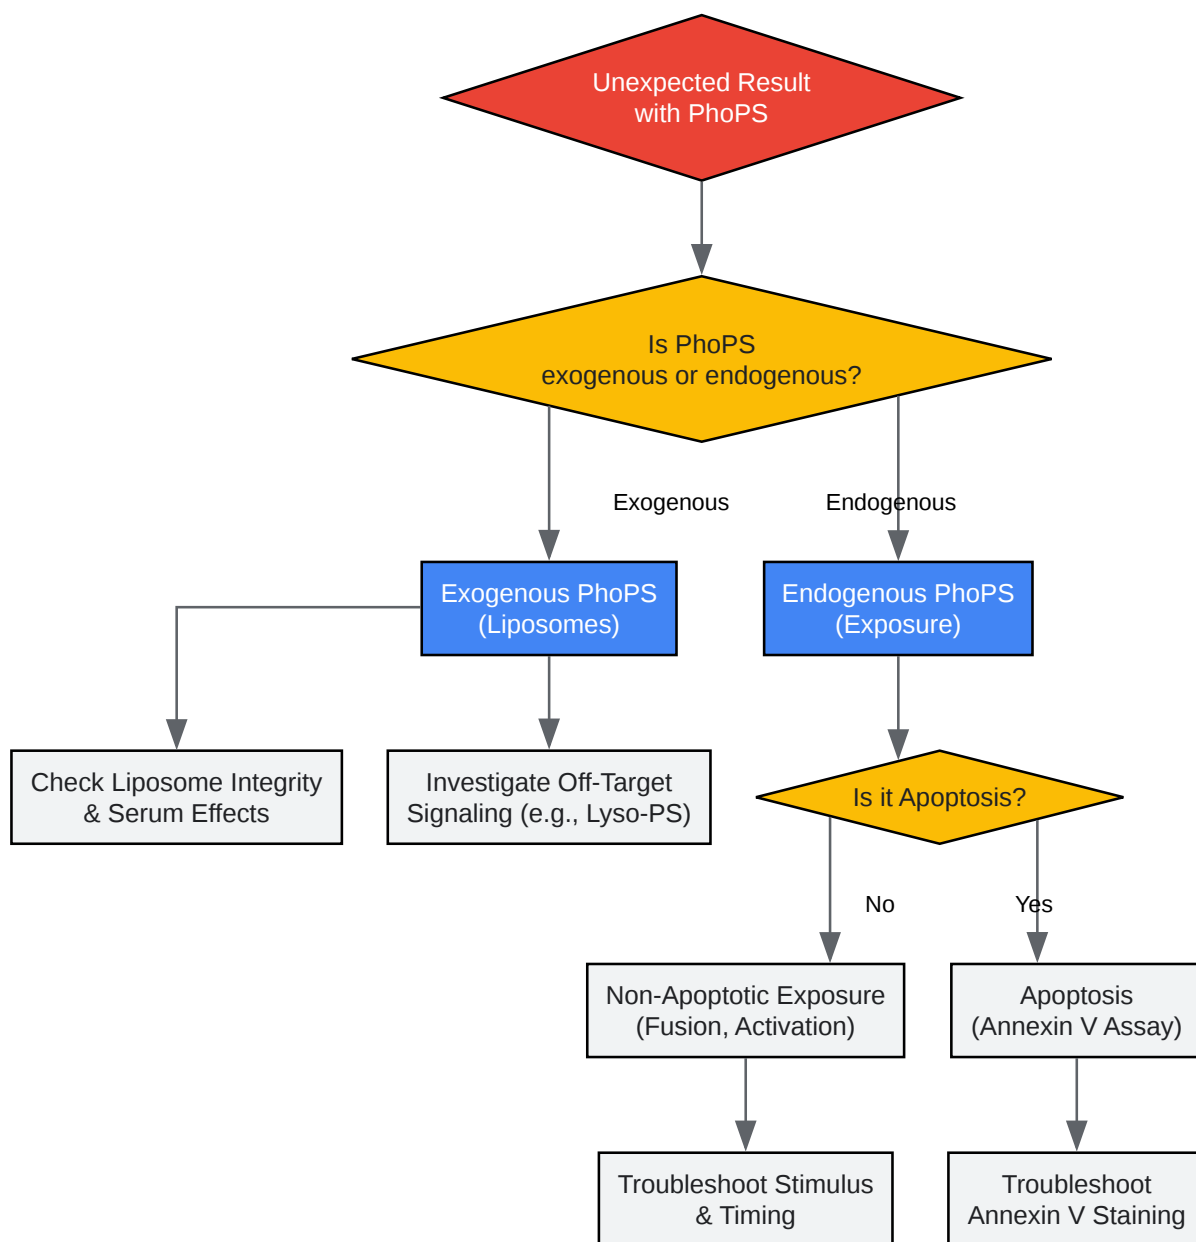 Unexpected Result
with PhoPS
Is PhoPS
exogenous or endogenous?
Exogenous
Endogenous
Exogenous PhoPS
(Liposomes)
Endogenous PhoPS
(Exposure)
Check Liposome Integrity
& Serum Effects
Investigate Off-Target
Signaling (e.g., Lyso-PS)
Is it Apoptosis?
No
Yes
Non-Apoptotic Exposure
(Fusion, Activation)
Apoptosis
(Annexin V Assay)
Troubleshoot Stimulus
& Timing
Troubleshoot
Annexin V Staining